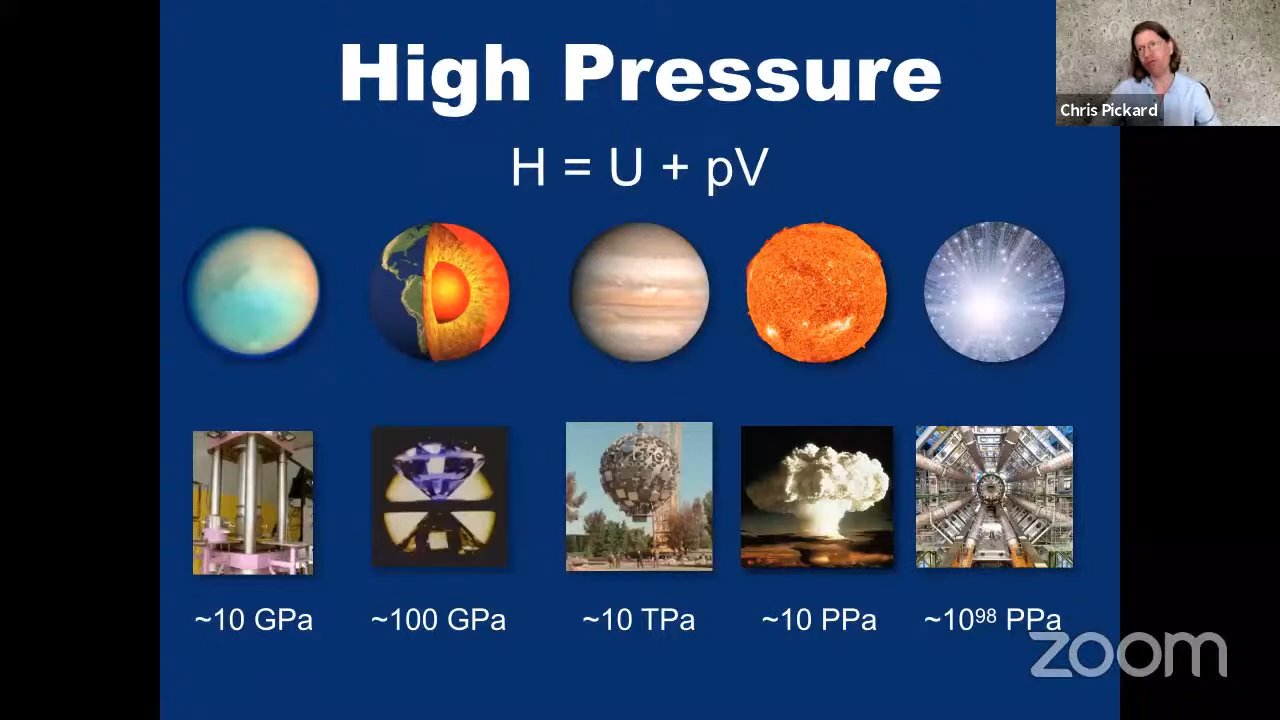 High Pressure
Chris Pickard
H = U + pV
~10 GPa
~100 GPa
~10 TPa
~10 PPa
~10⁹⁸ PPa
zoom